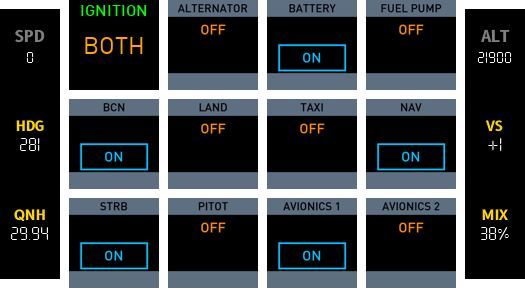 IGNITION
BOTH
ALTERNATOR
OFF
BATTERY
ON
FUEL PUMP
OFF
SPD
0
ALT
21900
BCN
ON
LAND
OFF
TAXI
OFF
NAV
ON
HDG
281
VS
+1
STRB
ON
PITOT
OFF
AVIONICS 1
ON
AVIONICS 2
OFF
QNH
29.94
MIX
38%